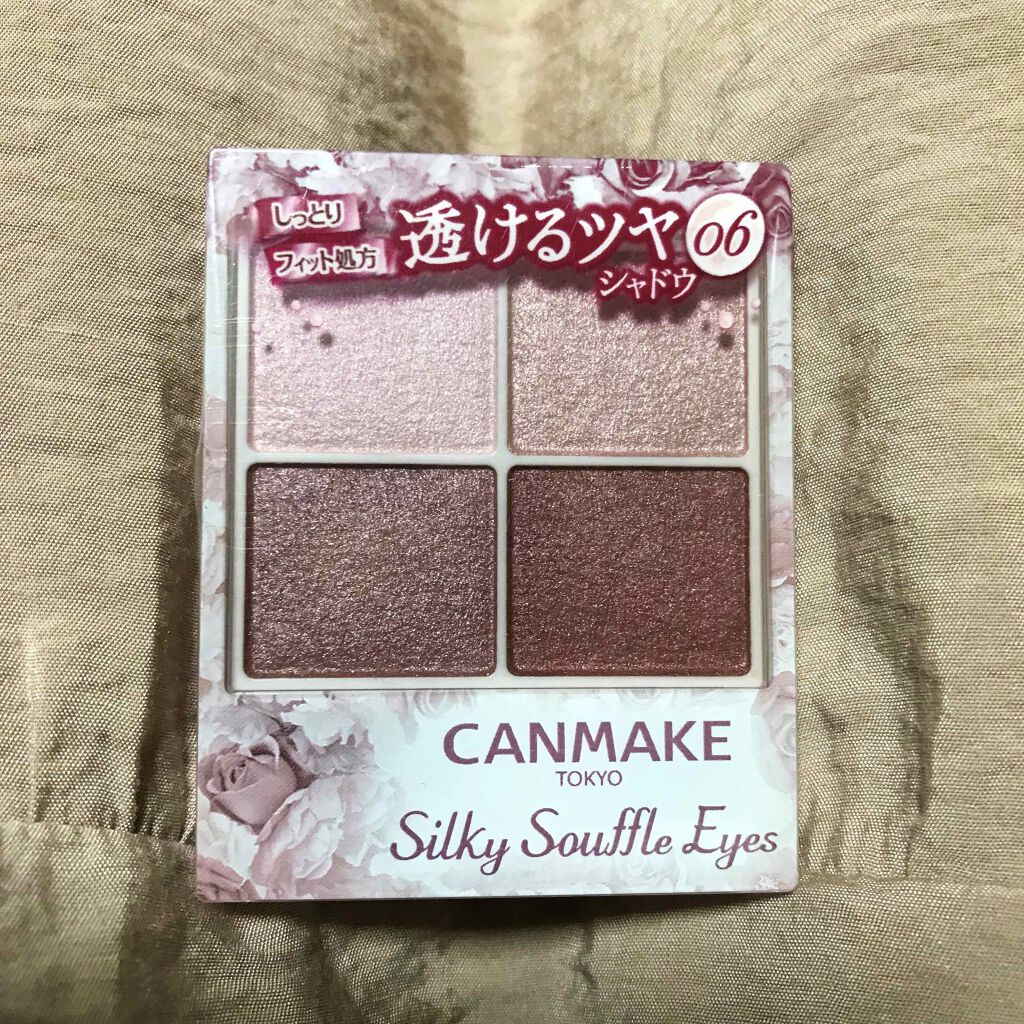 しっとり
フィット処方
透けるツヤ
シャドウ
06
CANMAKE
TOKYO
Silky Souffle Eyes